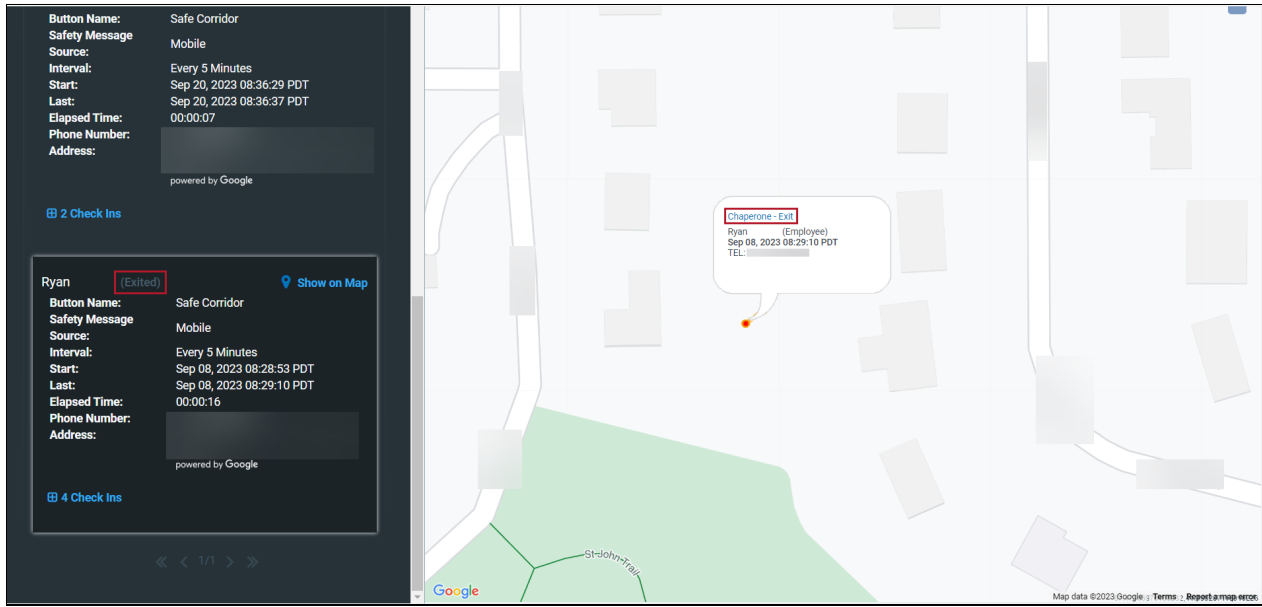 Button Name: Safe Corridor
Safety Message
Source: Mobile
Interval: Every 5 Minutes
Start: Sep 20, 2023 08:36:29 PDT
Last: Sep 20, 2023 08:36:37 PDT
Elapsed Time: 00:00:07
Phone Number:
Address:
powered by Google
2 Check Ins
Ryan (Exited) Show on Map
Button Name: Safe Corridor
Safety Message
Source: Mobile
Interval: Every 5 Minutes
Start: Sep 08, 2023 08:28:53 PDT
Last: Sep 08, 2023 08:29:10 PDT
Elapsed Time: 00:00:16
Phone Number:
Address:
powered by Google
4 Check Ins
1/1
Chaperone - Exit
Ryan (Employee)
Sep 08, 2023 08:29:10 PDT
TEL:
St-John-Trail
Google
Map data ©2023 Google Terms Report a map error